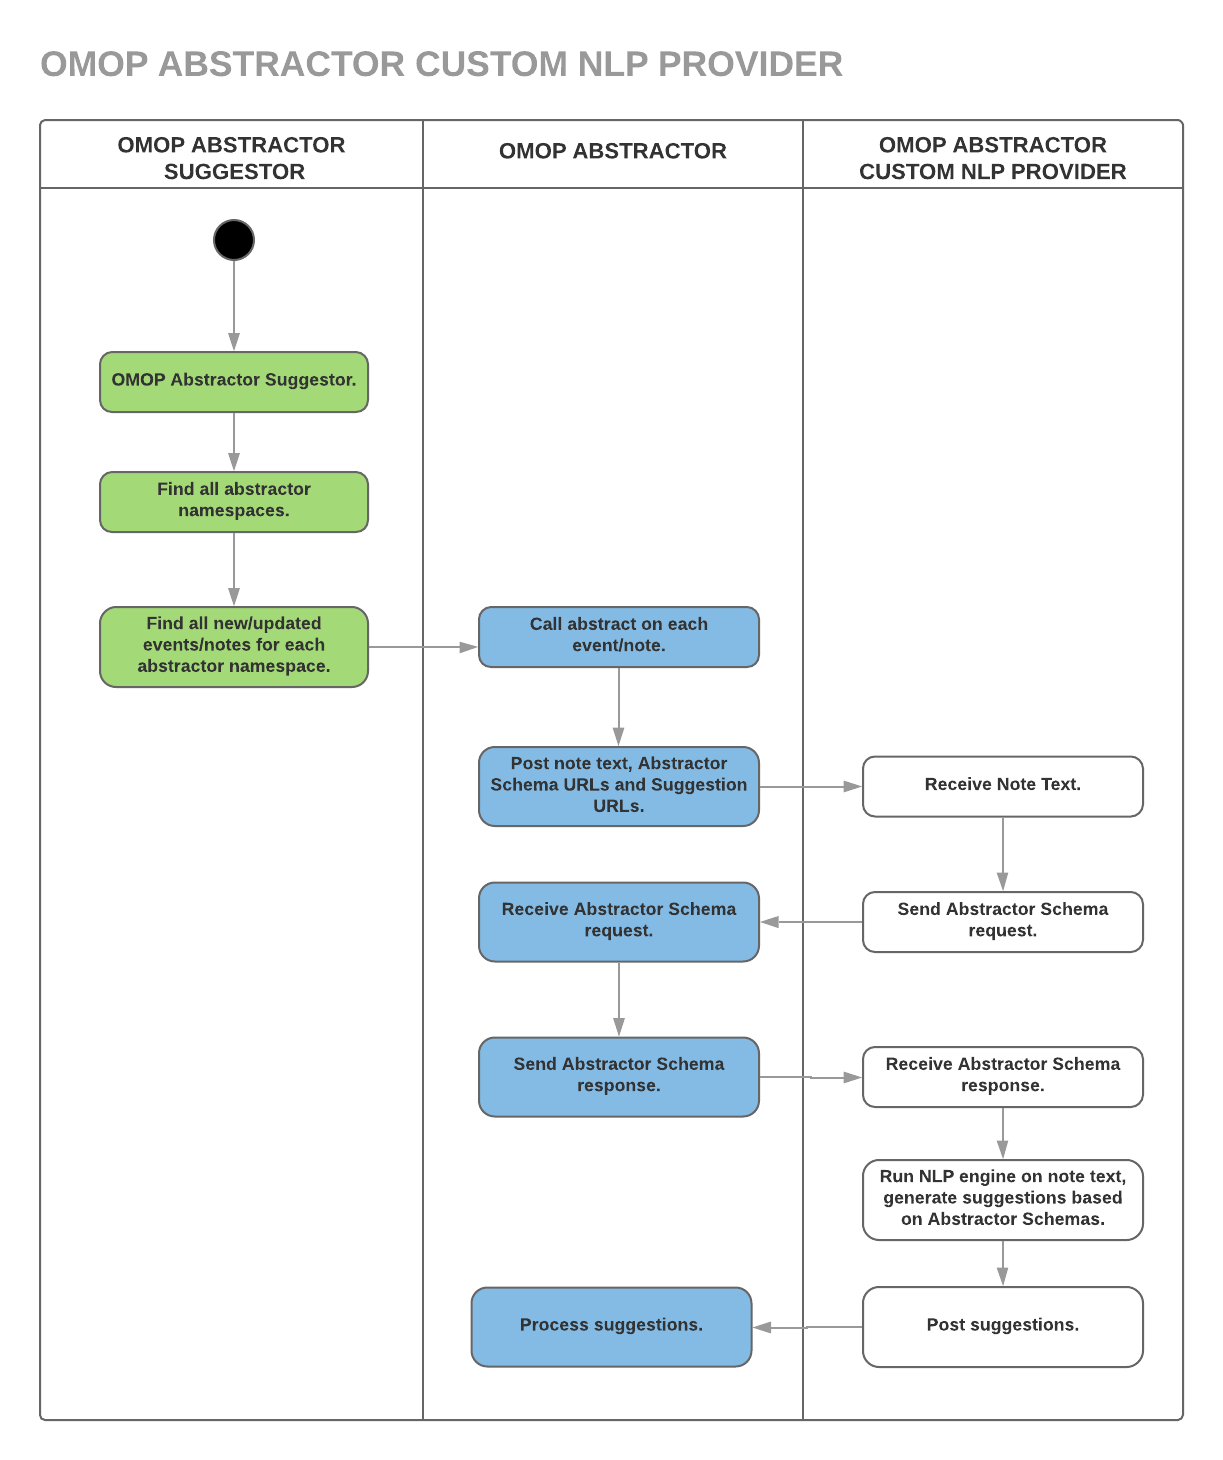 OMOP ABSTRACTOR CUSTOM NLP PROVIDER
OMOP ABSTRACTOR
SUGGESTOR
OMOP ABSTRACTOR
OMOP ABSTRACTOR
CUSTOM NLP PROVIDER
OMOP Abstractor Suggestor.
Find all abstractor
namespaces.
Find all new/updated
events/notes for each
abstractor namespace.
Call abstract on each
event/note.
Post note text, Abstractor
Schema URLs and Suggestion
URLs.
Receive Note Text.
Send Abstractor Schema
request.
Receive Abstractor Schema
request.
Send Abstractor Schema
response.
Receive Abstractor Schema
response.
Run NLP engine on note text,
generate suggestions based
on Abstractor Schemas.
Post suggestions.
Process suggestions.